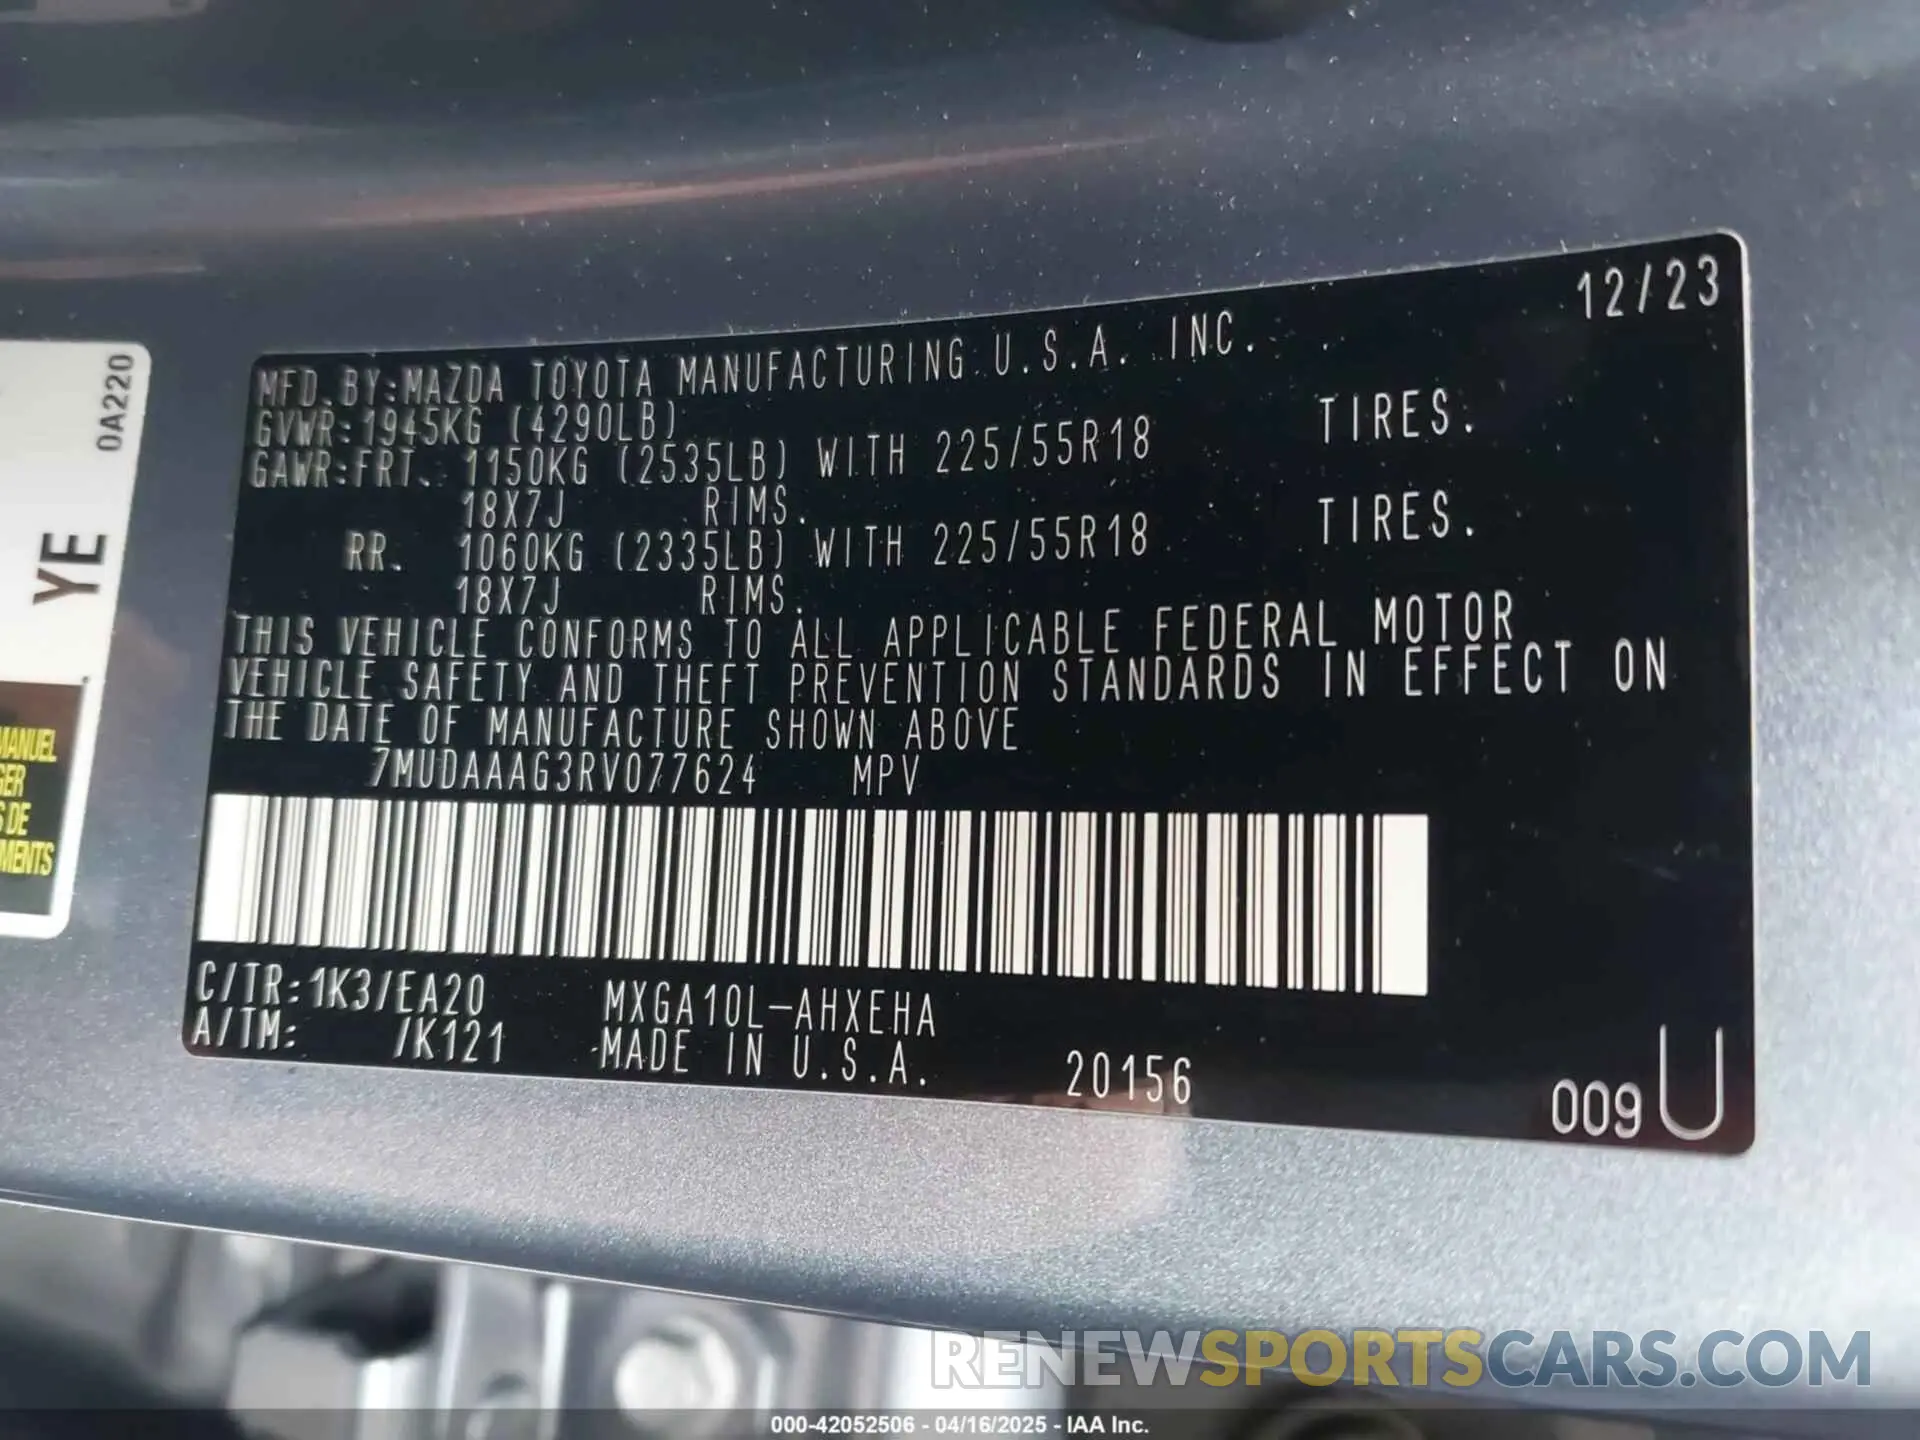 12/23
MFD. BY:MAZDA TOYOTA MANUFACTURING U.S.A. INC.
GVWR:1945KG (4290LB)
GAWR:FRT. 1150KG (2535LB) WITH 225/55R18 TIRES.
18X7J RIMS.
RR. 1060KG (2335LB) WITH 225/55R18 TIRES.
18X7J RIMS.
THIS VEHICLE CONFORMS TO ALL APPLICABLE FEDERAL MOTOR
VEHICLE SAFETY AND THEFT PREVENTION STANDARDS IN EFFECT ON
THE DATE OF MANUFACTURE SHOWN ABOVE
7MUDAAAG3RV077624 MPV
C/TR:1K3/EA20 MXGA10L-AHXEHA
A/TM: /K121 MADE IN U.S.A. 20156
009 U
0A220
YE
MANUEL
GER
S DE
MENTS
RENEWSPORTSCARS.COM
000-42052506 - 04/16/2025 - IAA Inc.